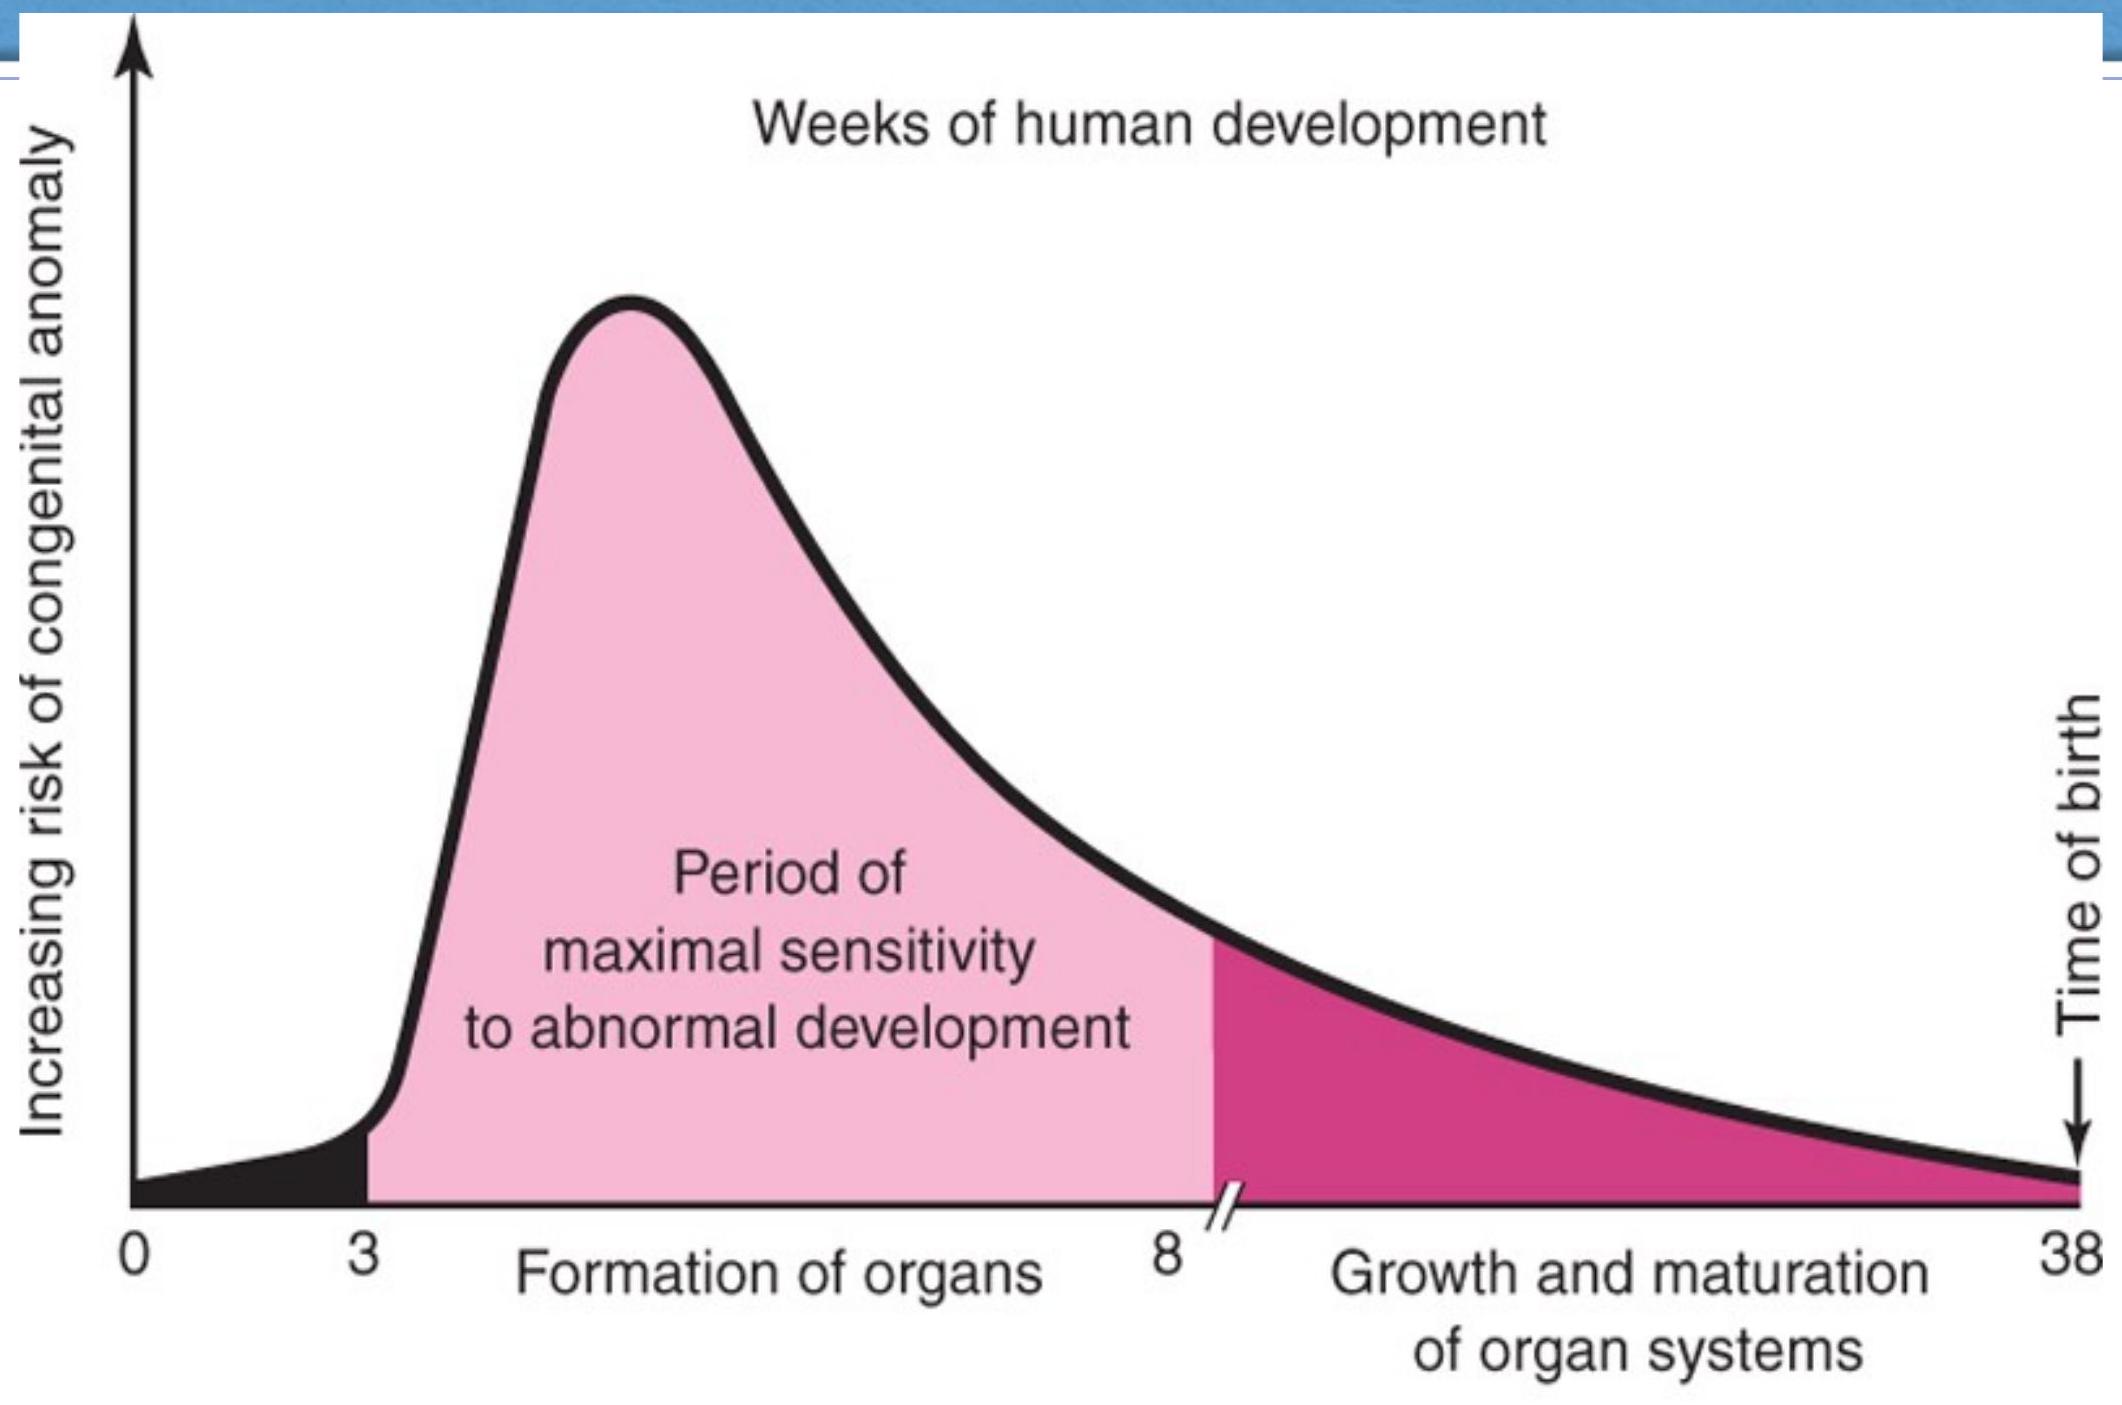 Weeks of human development
Increasing risk of congenital anomaly
Period of
maximal sensitivity
to abnormal development
Time of birth
0
3
Formation of organs
8
Growth and maturation
of organ systems
38